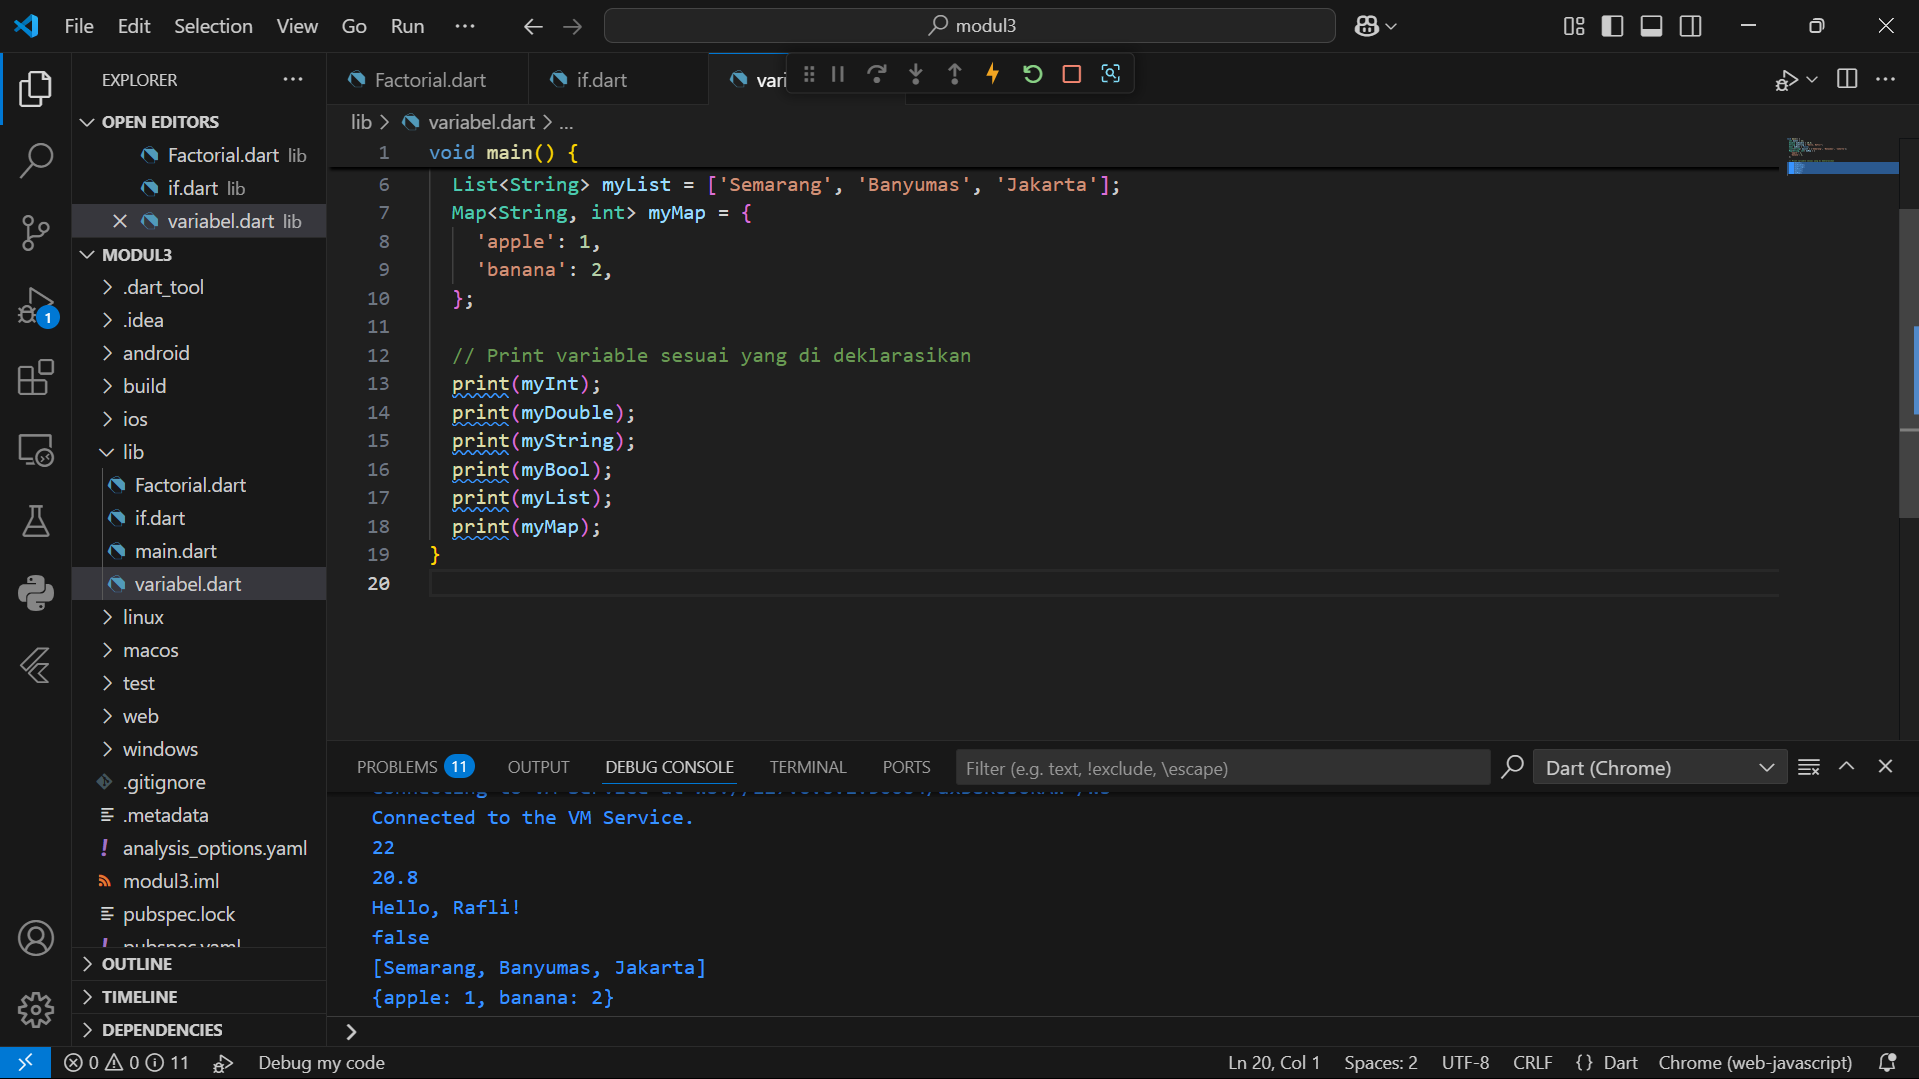 File Edit Selection View Go Run ···
modul3
EXPLORER
OPEN EDITORS
Factorial.dart lib
if.dart lib
variabel.dart lib
MODUL3
.dart_tool
.idea
android
build
ios
lib
Factorial.dart
if.dart
main.dart
variabel.dart
linux
macos
test
web
windows
.gitignore
.metadata
analysis_options.yaml
modul3.iml
pubspec.lock
pubspec.yaml
OUTLINE
TIMELINE
DEPENDENCIES
1
Factorial.dart if.dart vari
lib > variabel.dart > ...
1 void main() {
6 List<String> myList = ['Semarang', 'Banyumas', 'Jakarta'];
7 Map<String, int> myMap = {
8 'apple': 1,
9 'banana': 2,
10 };
11
12 // Print variable sesuai yang di deklarasikan
13 print(myInt);
14 print(myDouble);
15 print(myString);
16 print(myBool);
17 print(myList);
18 print(myMap);
19 }
20
PROBLEMS 11 OUTPUT DEBUG CONSOLE TERMINAL PORTS Filter (e.g. text, !exclude, \escape) Dart (Chrome)
Connected to the VM Service.
22
20.8
Hello, Rafli!
false
[Semarang, Banyumas, Jakarta]
{apple: 1, banana: 2}
>
0 0 11 Debug my code Ln 20, Col 1 Spaces: 2 UTF-8 CRLF {} Dart Chrome (web-javascript)